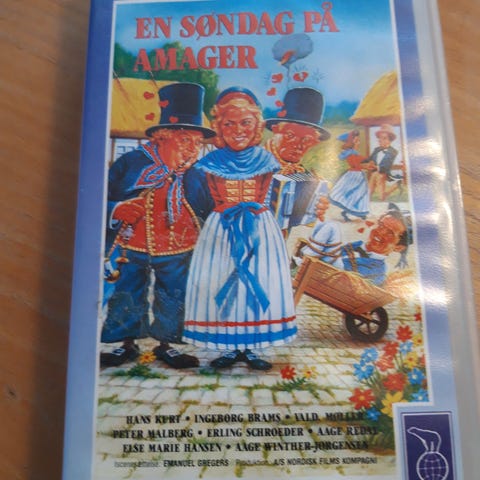 EN SØNDAG PÅ
AMAGER
HANS KURT · INGEBORG BRAMS · VALD. MØLLER
PETER MALBERG · ERLING SCHROEDER · AAGE REDAL
ELSE MARIE HANSEN · AAGE WINTHER-JØRGENSEN
Iscenesættelse: EMANUEL GREGERS Produktion: A/S NORDISK FILMS KOMPAGNI